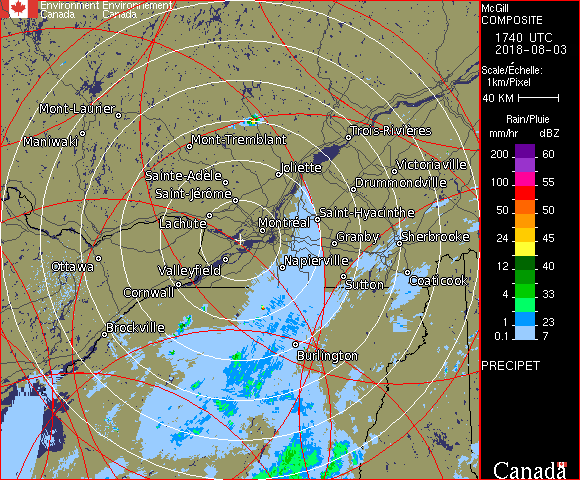 Environment Environnement
Canada Canada
McGill
COMPOSITE
1740 UTC
2018-08-03
Scale/Échelle:
1km/Pixel
40 KM
Rain/Pluie
mm/hr dBZ
200 60
100 55
50 50
24 45
12 40
4 33
1 23
0.1 7
PRECIPET
Canada
Mont-Laurier
Maniwaki
Mont-Tremblant
Trois-Rivières
Joliette
Victoriaville
Sainte-Adèle
Drummondville
Saint-Jérôme
Saint-Hyacinthe
Lachute
Montréal
Granby
Sherbrooke
Ottawa
Valleyfield
Napierville
Cornwall
Sutton
Coaticook
Brockville
Burlington